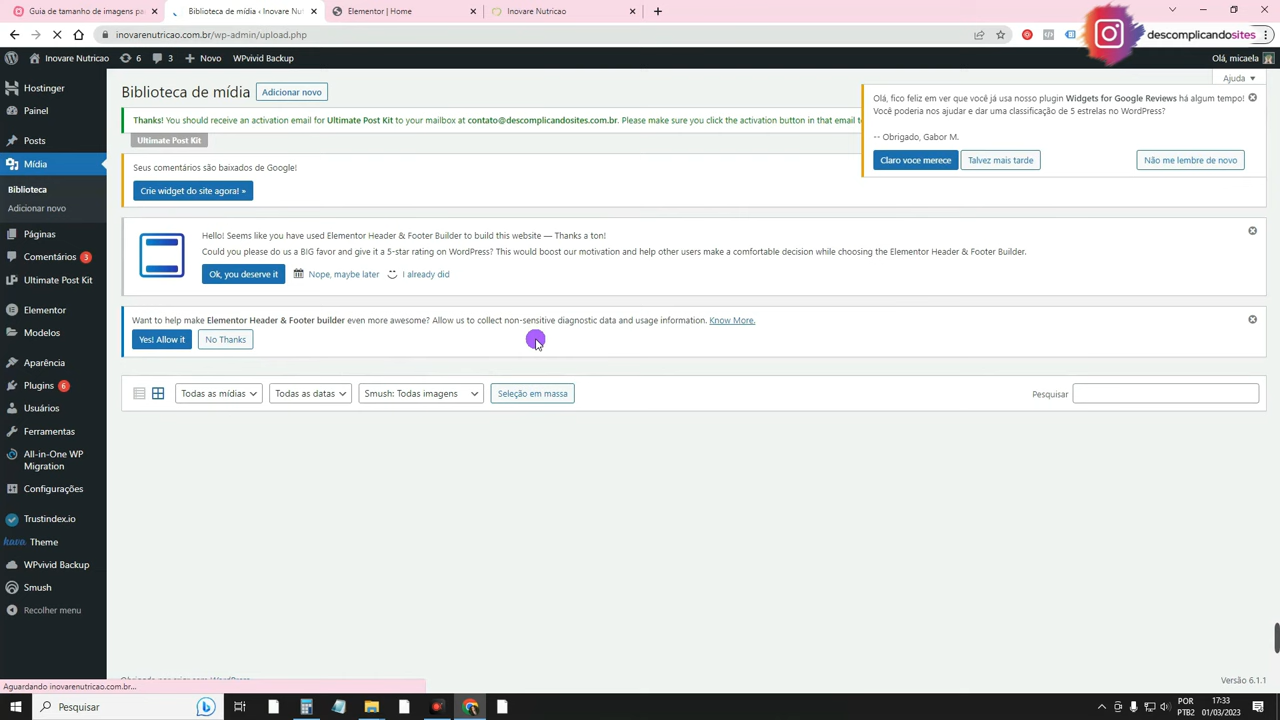 Guia de tamanho de imagens pa
Biblioteca de mídia ‹ Inovare Nut
Elementor | Home
Inovare Nutricao
inovarenutricao.com.br/wp-admin/upload.php
descomplicandosites
Inovare Nutricao
6
3
Novo
WPvivid Backup
Olá, micaela
Hostinger
Painel
Posts
Mídia
Biblioteca
Adicionar novo
Páginas
Comentários 3
Ultimate Post Kit
Elementor
Modelos
Aparência
Plugins 6
Usuários
Ferramentas
All-in-One WP
Migration
Configurações
Trustindex.io
kava Theme
WPvivid Backup
Smush
Recolher menu
Ajuda
Biblioteca de mídia
Adicionar novo
Thanks! You should receive an activation email for Ultimate Post Kit to your mailbox at contato@descomplicandosites.com.br. Please make sure you click the activation button in that email to
Ultimate Post Kit
Olá, fico feliz em ver que você já usa nosso plugin Widgets for Google Reviews há algum tempo!
Você poderia nos ajudar e dar uma classificação de 5 estrelas no WordPress?
-- Obrigado, Gabor M.
Claro voce merece
Talvez mais tarde
Não me lembre de novo
Seus comentários são baixados de Google!
Crie widget do site agora! »
Hello! Seems like you have used Elementor Header & Footer Builder to build this website — Thanks a ton!
Could you please do us a BIG favor and give it a 5-star rating on WordPress? This would boost our motivation and help other users make a comfortable decision while choosing the Elementor Header & Footer Builder.
Ok, you deserve it
Nope, maybe later
I already did
Want to help make Elementor Header & Footer builder even more awesome? Allow us to collect non-sensitive diagnostic data and usage information. Know More.
Yes! Allow it
No Thanks
Todas as mídias
Todas as datas
Smush: Todas imagens
Seleção em massa
Pesquisar
Versão 6.1.1
Aguardando inovarenutricao.com.br...
Pesquisar
POR
PTB2
17:33
01/03/2023